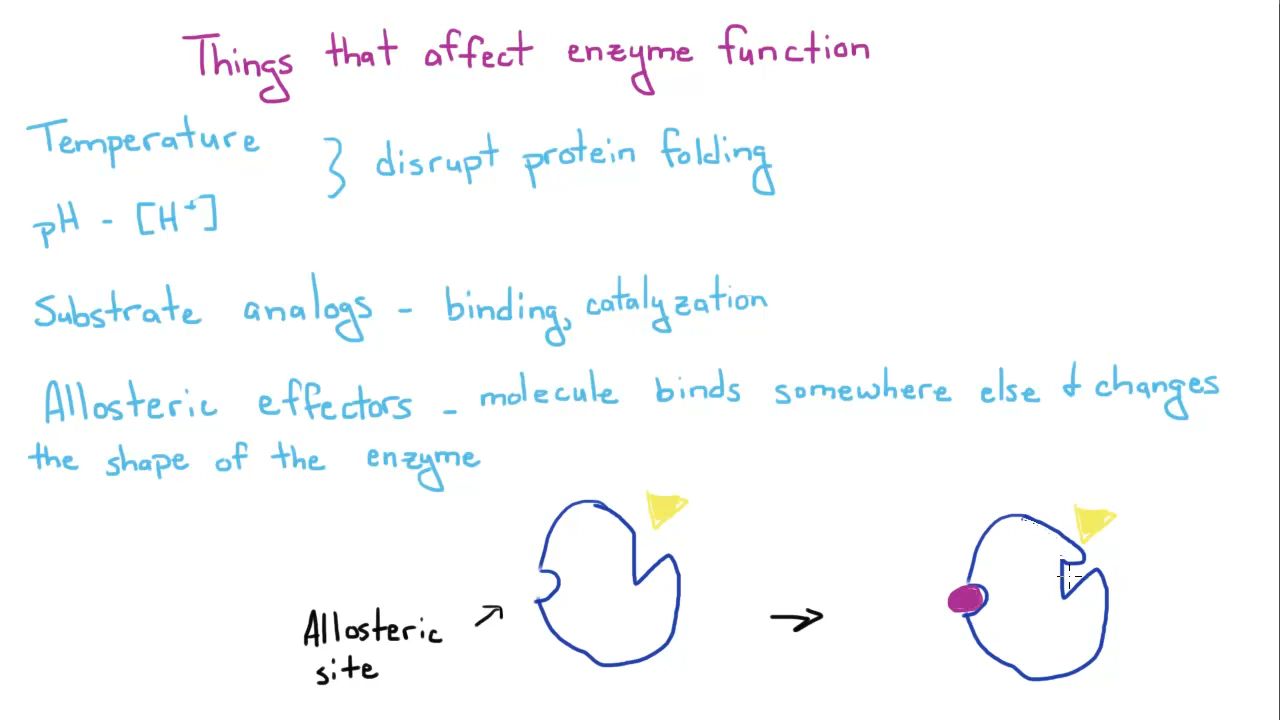 Things that affect enzyme function
Temperature } disrupt protein folding
pH - [H⁺]
Substrate analogs - binding, catalyzation
Allosteric effectors - molecule binds somewhere else & changes
the shape of the enzyme
Allosteric
site